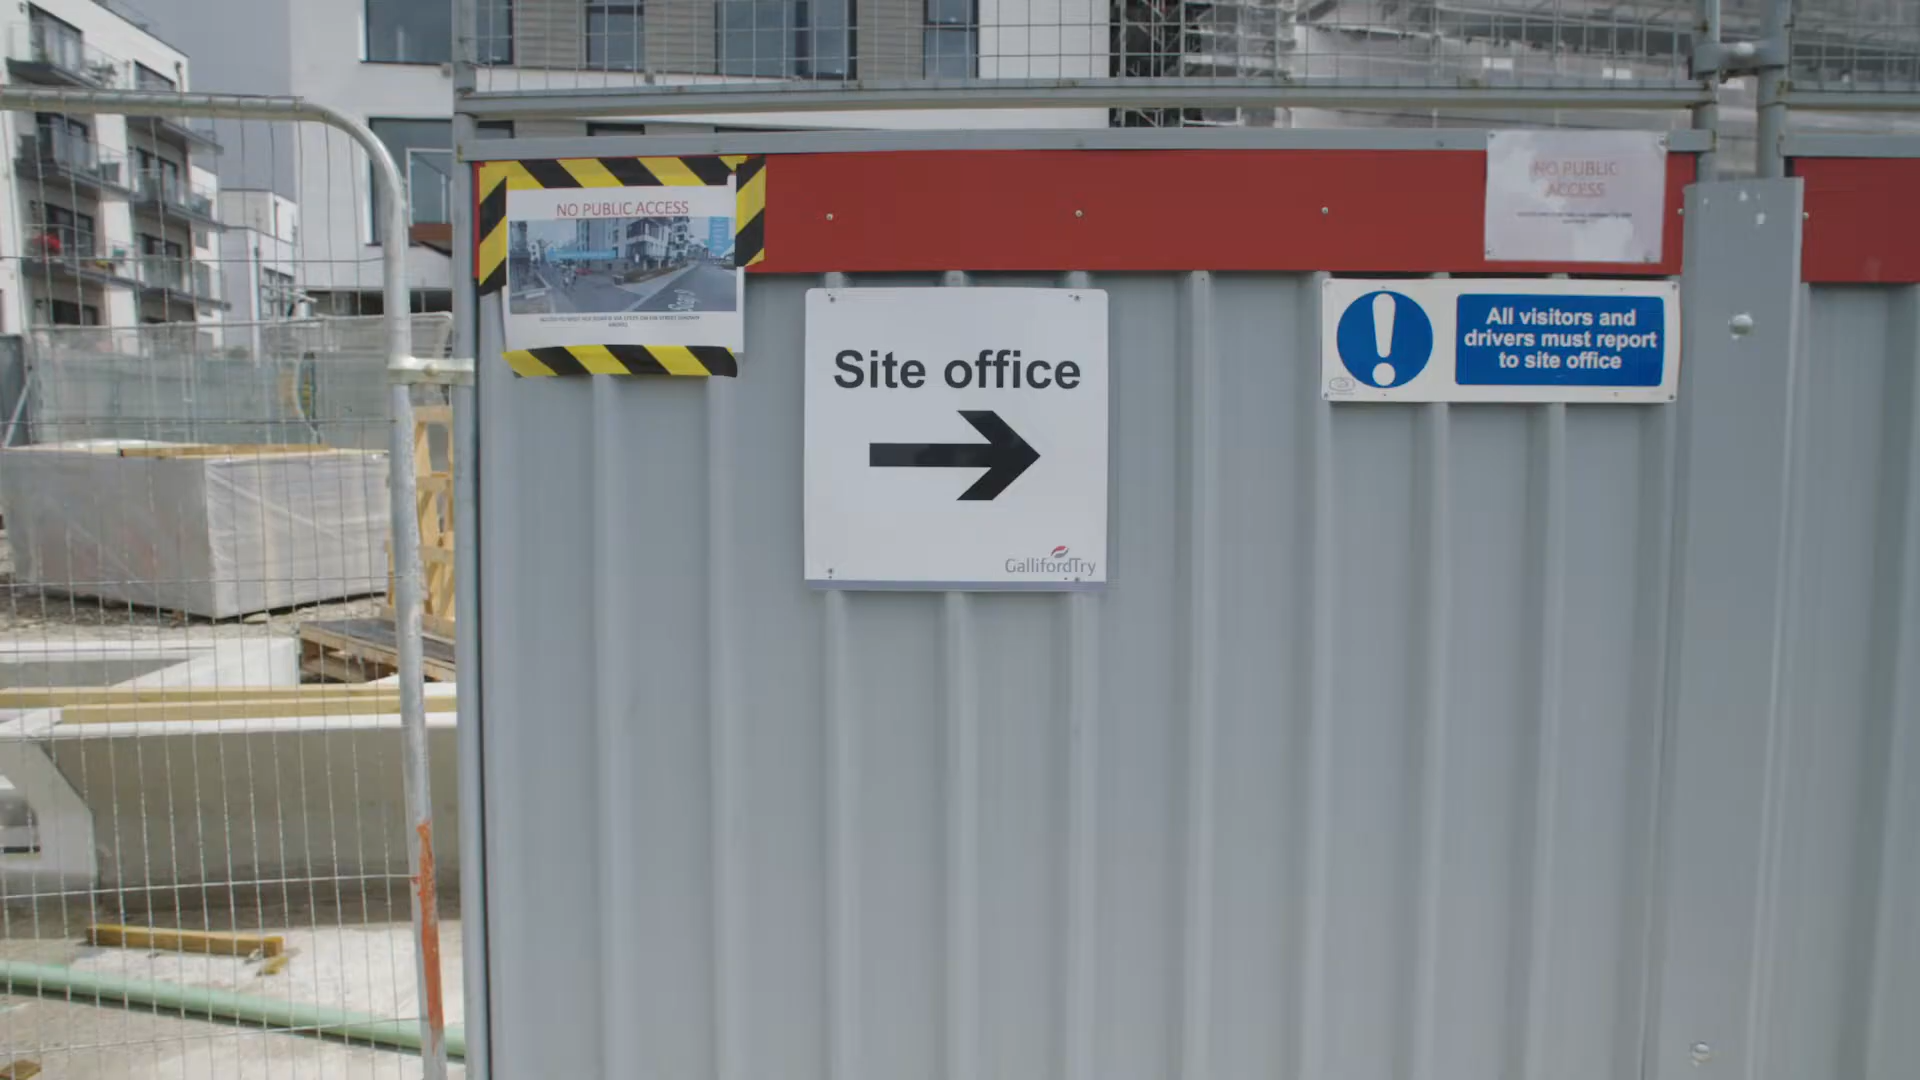 NO PUBLIC ACCESS
Site office
GallifordTry
NO PUBLIC
ACCESS
All visitors and
drivers must report
to site office